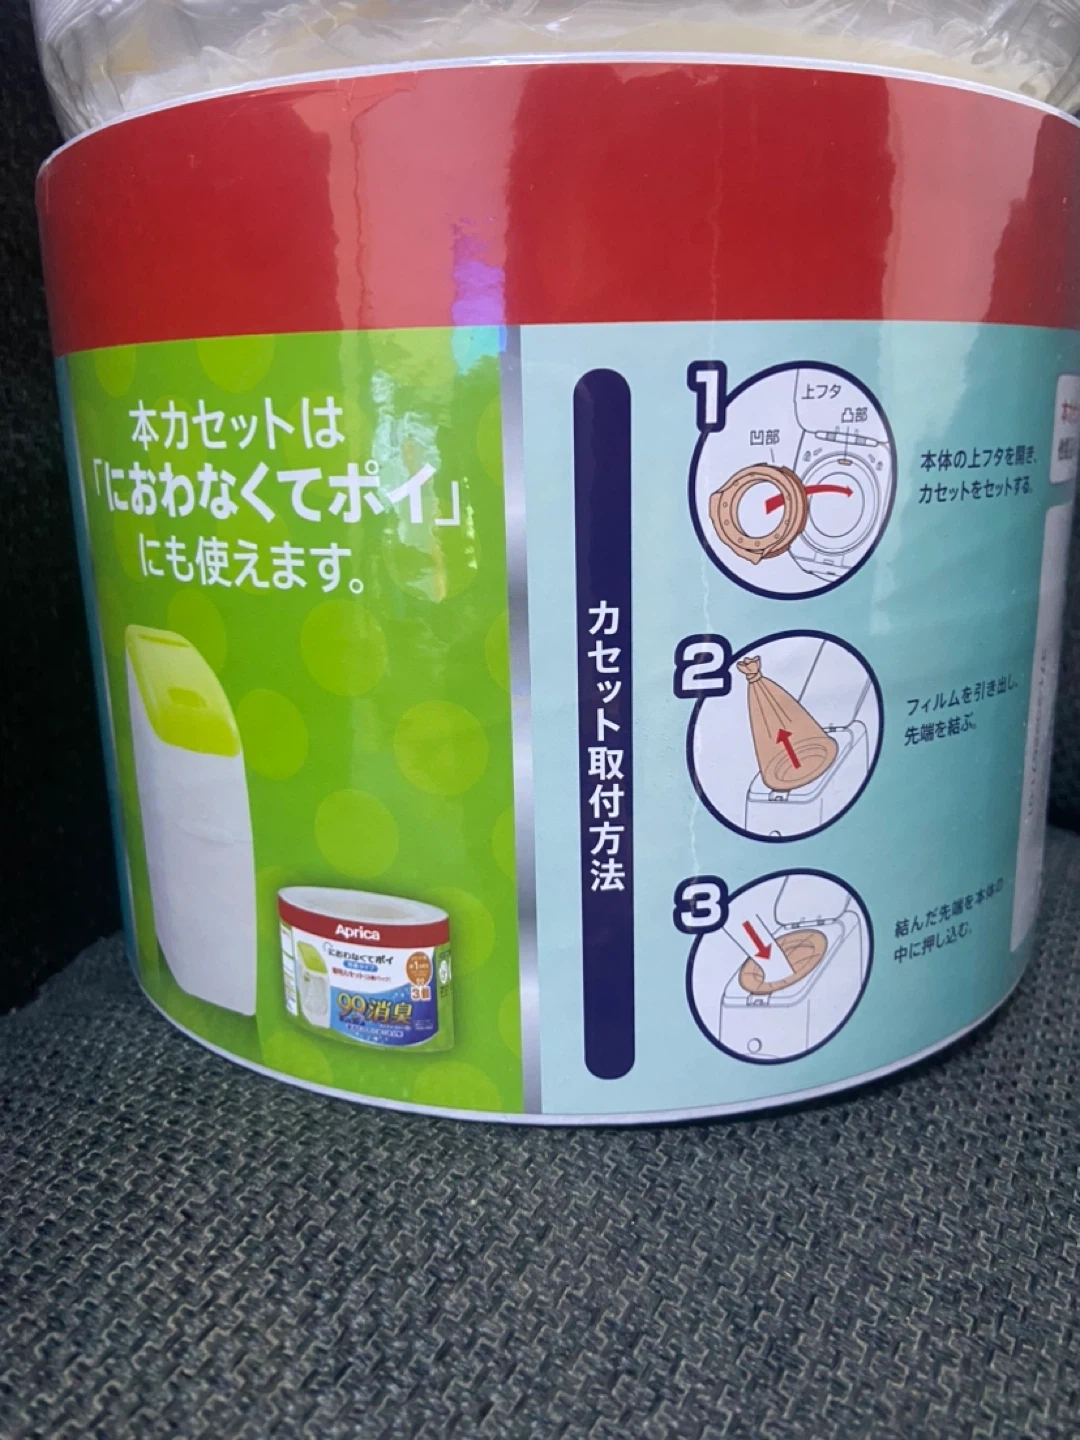 本カセットは
「におわなくてポイ」
にも使えます。
Aprica
におわなくてポイ
3個
99消臭
カセット取付方法
1
上フタ
凸部
凹部
本体の上フタを開き、
カセットをセットする。
2
フィルムを引き出し、
先端を結ぶ。
3
結んだ先端を本体の
中に押し込む。